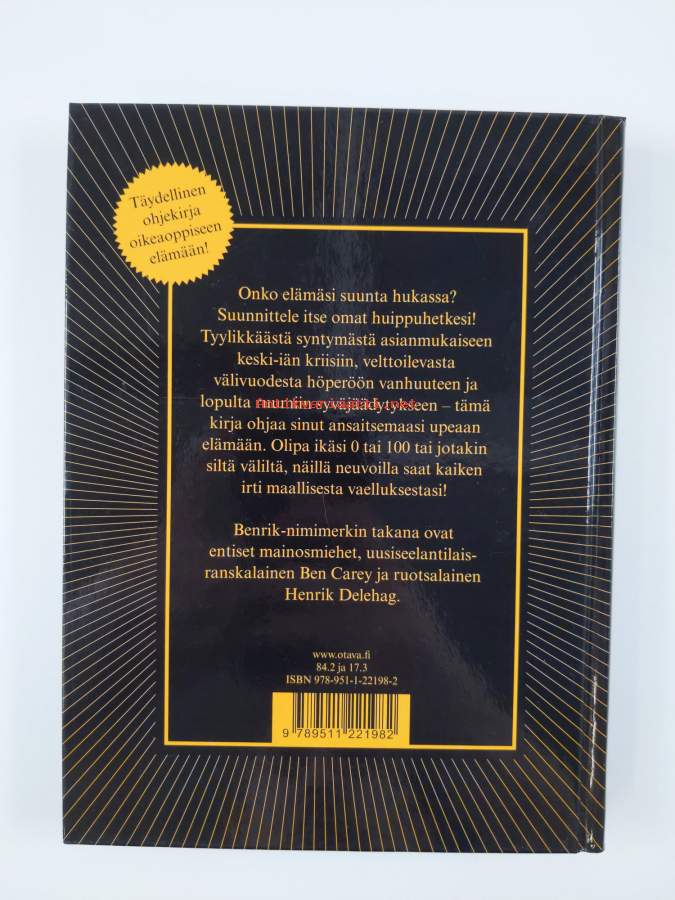 Täydellinen
ohjekirja
oikeaoppiseen
elämään!
Onko elämäsi suunta hukassa?
Suunnittele itse omat huippuhetkesi!
Tyylikkäästä syntymästä asianmukaiseen
keski-iän kriisiin, velttoilevasta
välivuodesta höperöön vanhuuteen ja
lopulta syväjäädytykseen – tämä
kirja ohjaa sinut ansaitsemaasi upeaan
elämään. Olipa ikäsi 0 tai 100 tai jotakin
siltä väliltä, näillä neuvoilla saat kaiken
irti maallisesta vaelluksestasi!
Benrik-nimimerkin takana ovat
entiset mainosmiehet, uusiseelantilais-
ranskalainen Ben Carey ja ruotsalainen
Henrik Delehag.
www.otava.fi
84.2 ja 17.3
ISBN 978-951-1-22198-2
9 789511 221982